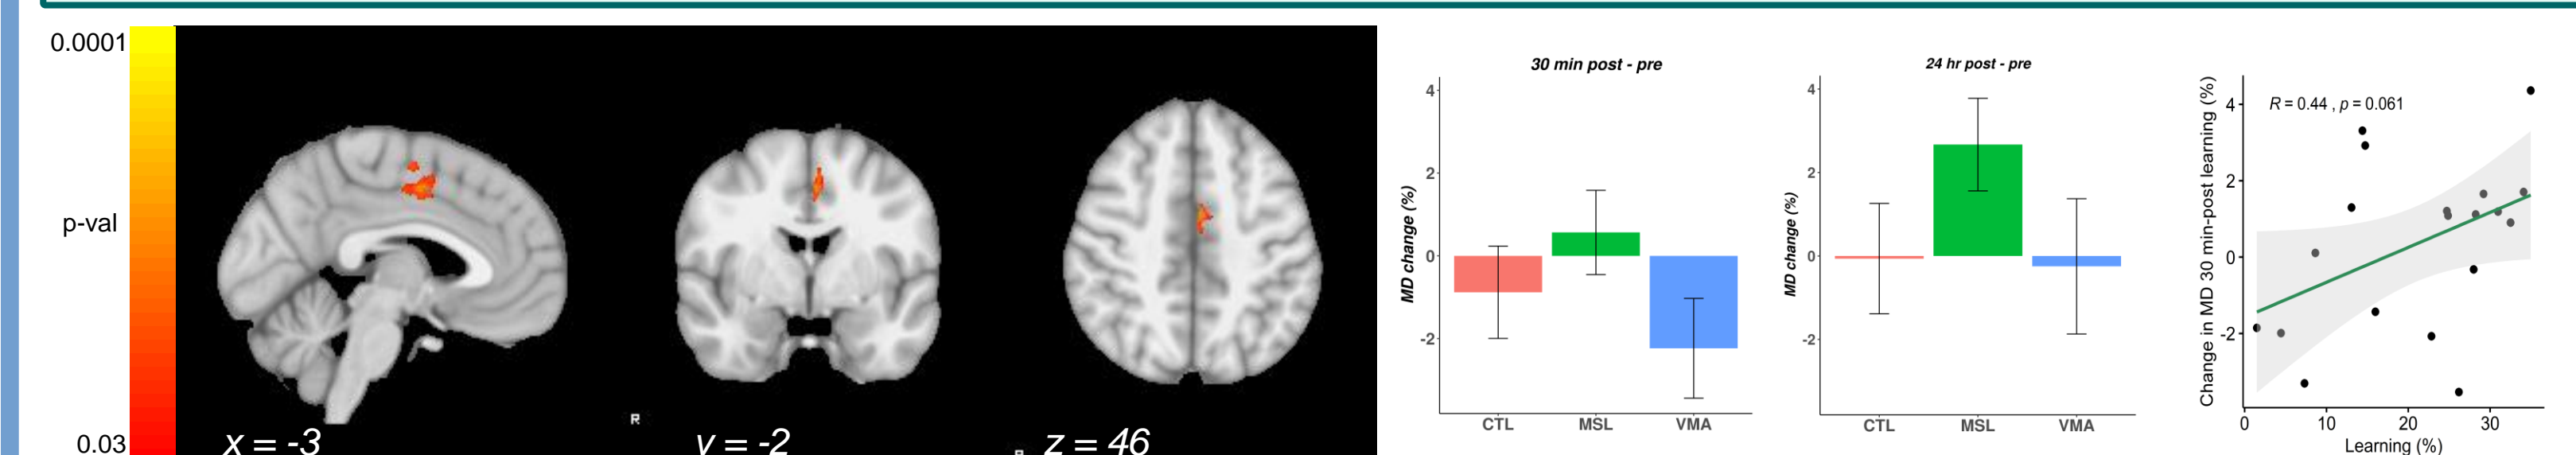 0.0001
p-val
0.03
R
x = -3
y = -2
R
z = 46
30 min post - pre
MD change (%)
4
2
0
-2
CTL MSL VMA
24 hr post - pre
MD change (%)
4
2
0
-2
CTL MSL VMA
Change in MD 30 min-post learning (%)
R = 0.44 , p = 0.061
4
2
0
-2
0 10 20 30
Learning (%)